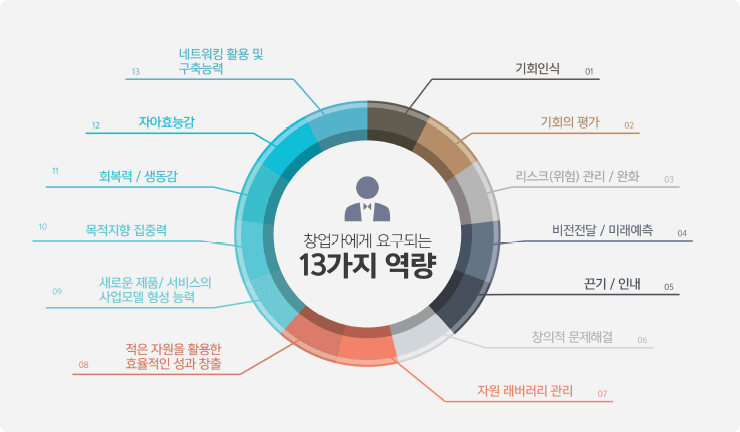 창업가에게 요구되는
13가지 역량
기회인식 01
기회의 평가 02
리스크(위험) 관리 / 완화 03
비전전달 / 미래예측 04
끈기 / 인내 05
창의적 문제해결 06
자원 래버러리 관리 07
08 적은 자원을 활용한
효율적인 성과 창출
09 새로운 제품/ 서비스의
사업모델 형성 능력
10 목적지향 집중력
11 회복력 / 생동감
12 자아효능감
13 네트워킹 활용 및
구축능력